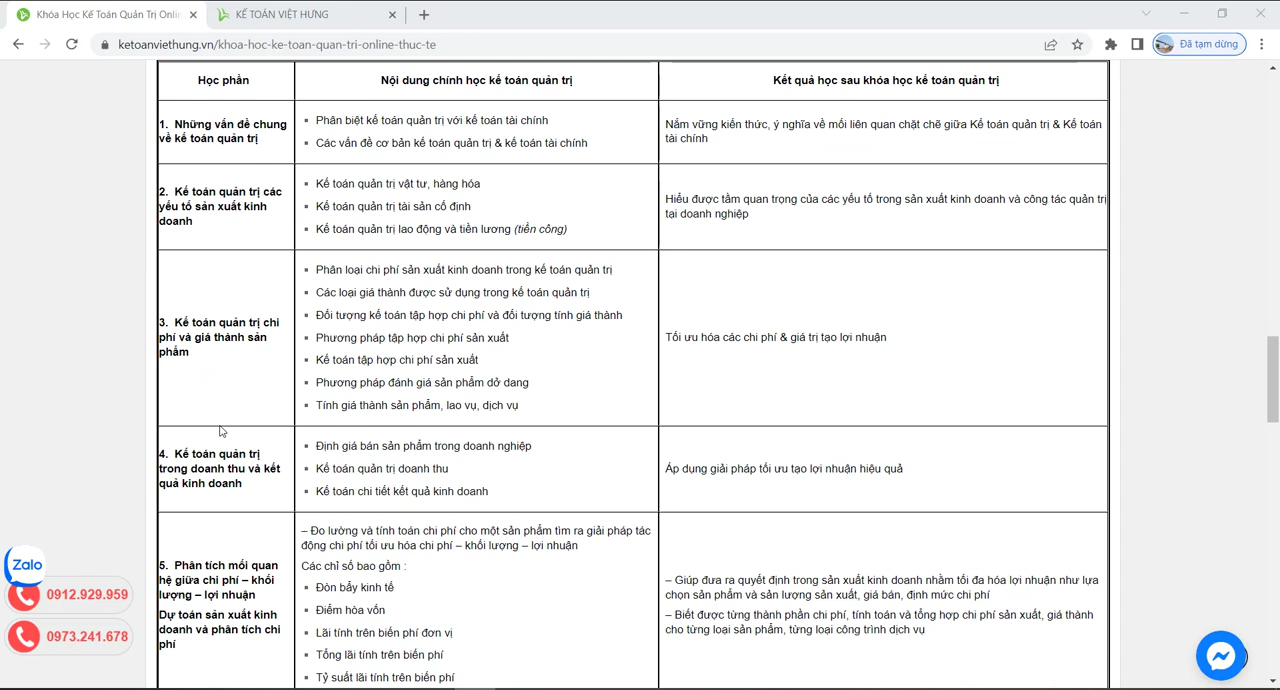 Khóa Học Kế Toán Quản Trị Onlin
KẾ TOÁN VIỆT HƯNG
ketoanviethung.vn/khoa-hoc-ke-toan-quan-tri-online-thuc-te
Đã tạm dừng
Học phần
Nội dung chính học kế toán quản trị
Kết quả học sau khóa học kế toán quản trị
1. Những vấn đề chung
về kế toán quản trị
Phân biệt kế toán quản trị với kế toán tài chính
Các vấn đề cơ bản kế toán quản trị & kế toán tài chính
Nắm vững kiến thức, ý nghĩa về mối liên quan chặt chẽ giữa Kế toán quản trị & Kế toán
tài chính
2. Kế toán quản trị các
yếu tố sản xuất kinh
doanh
Kế toán quản trị vật tư, hàng hóa
Kế toán quản trị tài sản cố định
Kế toán quản trị lao động và tiền lương (tiền công)
Hiểu được tầm quan trọng của các yếu tố trong sản xuất kinh doanh và công tác quản trị
tại doanh nghiệp
3. Kế toán quản trị chi
phí và giá thành sản
phẩm
Phân loại chi phí sản xuất kinh doanh trong kế toán quản trị
Các loại giá thành được sử dụng trong kế toán quản trị
Đối tượng kế toán tập hợp chi phí và đối tượng tính giá thành
Phương pháp tập hợp chi phí sản xuất
Kế toán tập hợp chi phí sản xuất
Phương pháp đánh giá sản phẩm dở dang
Tính giá thành sản phẩm, lao vụ, dịch vụ
Tối ưu hóa các chi phí & giá trị tạo lợi nhuận
4. Kế toán quản trị
trong doanh thu và kết
quả kinh doanh
Định giá bán sản phẩm trong doanh nghiệp
Kế toán quản trị doanh thu
Kế toán chi tiết kết quả kinh doanh
Áp dụng giải pháp tối ưu tạo lợi nhuận hiệu quả
5. Phân tích mối quan
hệ giữa chi phí – khối
lượng – lợi nhuận
Dự toán sản xuất kinh
doanh và phân tích chi
phí
– Đo lường và tính toán chi phí cho một sản phẩm tìm ra giải pháp tác
động chi phí tối ưu hóa chi phí – khối lượng – lợi nhuận
Các chỉ số bao gồm :
Đòn bẩy kinh tế
Điểm hòa vốn
Lãi tính trên biến phí đơn vị
Tổng lãi tính trên biến phí
Tỷ suất lãi tính trên biến phí
– Giúp đưa ra quyết định trong sản xuất kinh doanh nhằm tối đa hóa lợi nhuận như lựa
chọn sản phẩm và sản lượng sản xuất, giá bán, định mức chi phí
– Biết được từng thành phần chi phí, tính toán và tổng hợp chi phí sản xuất, giá thành
cho từng loại sản phẩm, từng loại công trình dịch vụ
Zalo
0912.929.959
0973.241.678